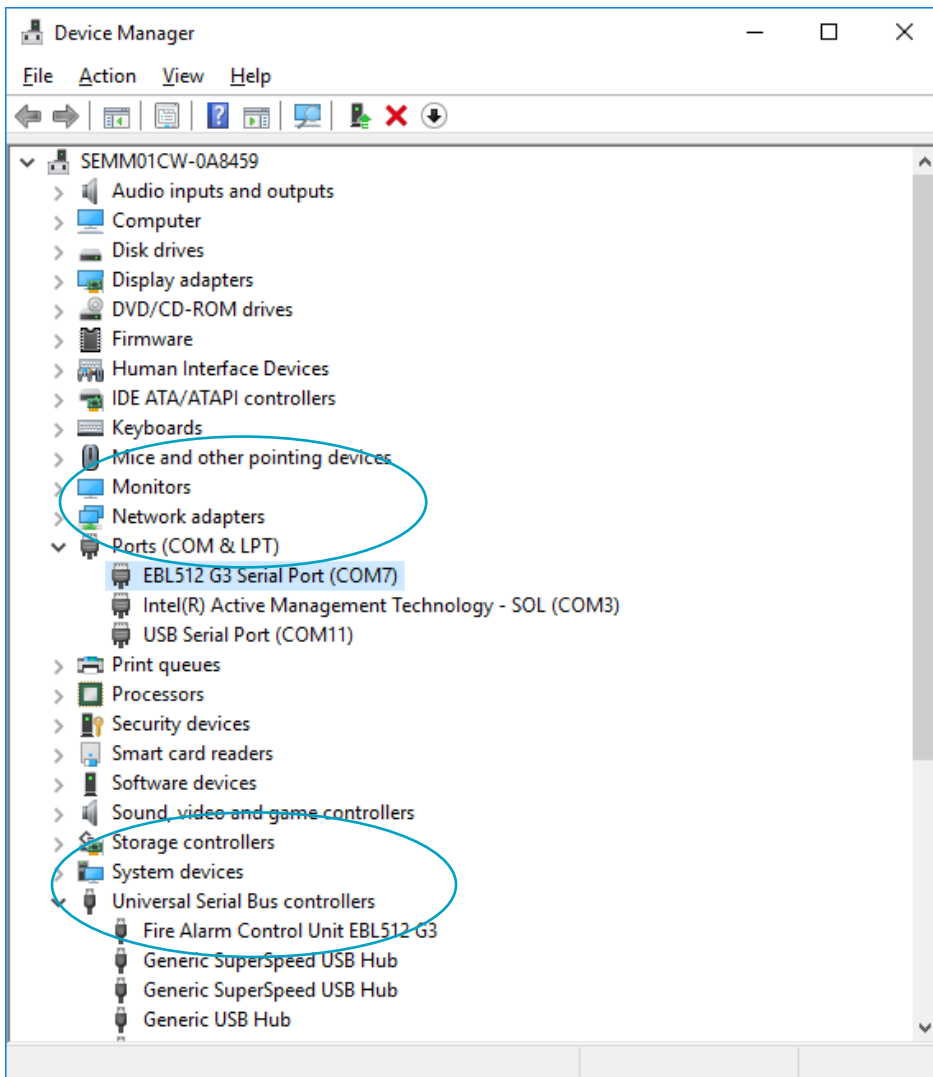 Device Manager
File Action View Help
SEMM01CW-0A8459
Audio inputs and outputs
Computer
Disk drives
Display adapters
DVD/CD-ROM drives
Firmware
Human Interface Devices
IDE ATA/ATAPI controllers
Keyboards
Mice and other pointing devices
Monitors
Network adapters
Ports (COM & LPT)
EBL512 G3 Serial Port (COM7)
Intel(R) Active Management Technology - SOL (COM3)
USB Serial Port (COM11)
Print queues
Processors
Security devices
Smart card readers
Software devices
Sound, video and game controllers
Storage controllers
System devices
Universal Serial Bus controllers
Fire Alarm Control Unit EBL512 G3
Generic SuperSpeed USB Hub
Generic SuperSpeed USB Hub
Generic USB Hub